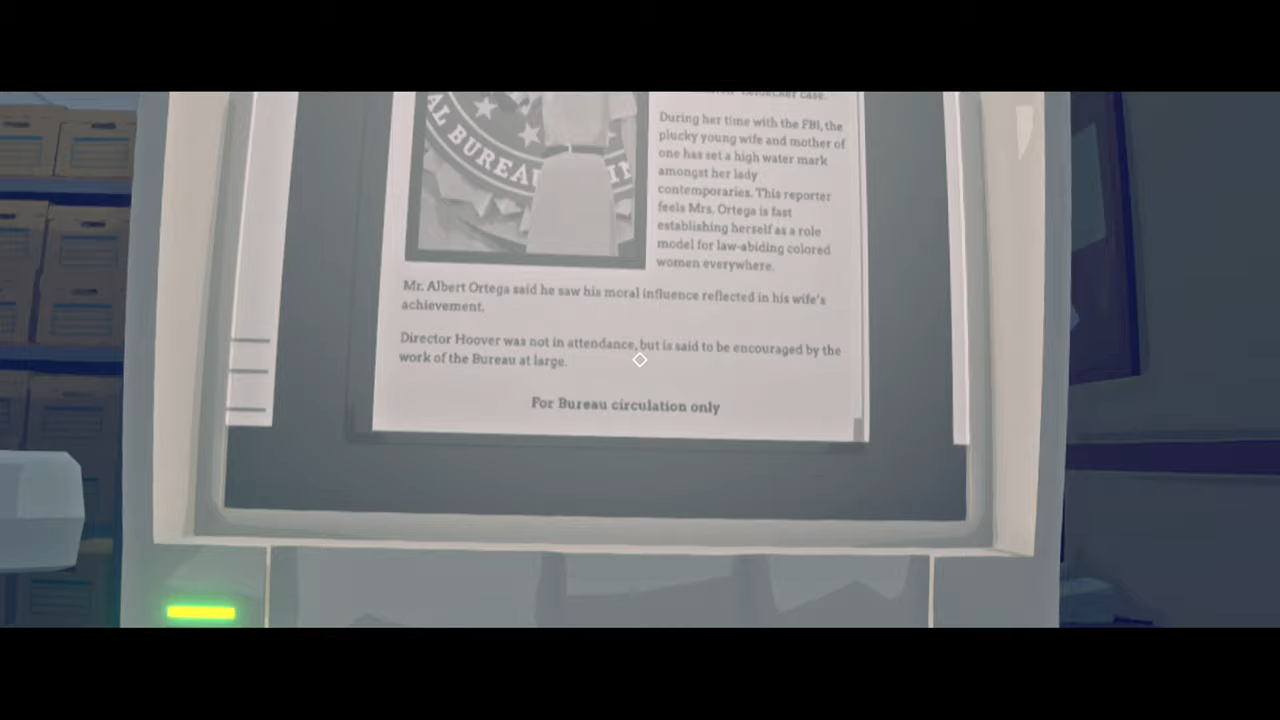 AL BUREAU
case.
During her time with the FBI, the
plucky young wife and mother of
one has set a high water mark
amongst her lady
contemporaries. This reporter
feels Mrs. Ortega is fast
establishing herself as a role
model for law-abiding colored
women everywhere.
Mr. Albert Ortega said he saw his moral influence reflected in his wife's
achievement.
Director Hoover was not in attendance, but is said to be encouraged by the
work of the Bureau at large.
For Bureau circulation only